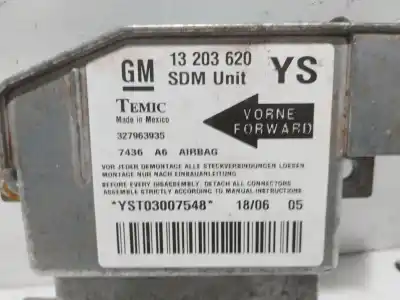 GM 13 203 620 YS
SDM Unit
TEMIC
Made in Mexico
VORNE
FORWARD
327963935
7436 A6 AIRBAG
VOR JEDER DEMONTAGE ALLE STECKVERBINDUNGEN LOESEN
MONTAGE NUR NACH EINBAUANLEITUNG
BEFORE EVERY DISASSEMBLY DETACH ALL CONNECTORS
ASSEMBLE STRICTLY ACCORDING TO MANUAL INSTRUCTIONS
*YST03007548* 18/06 05